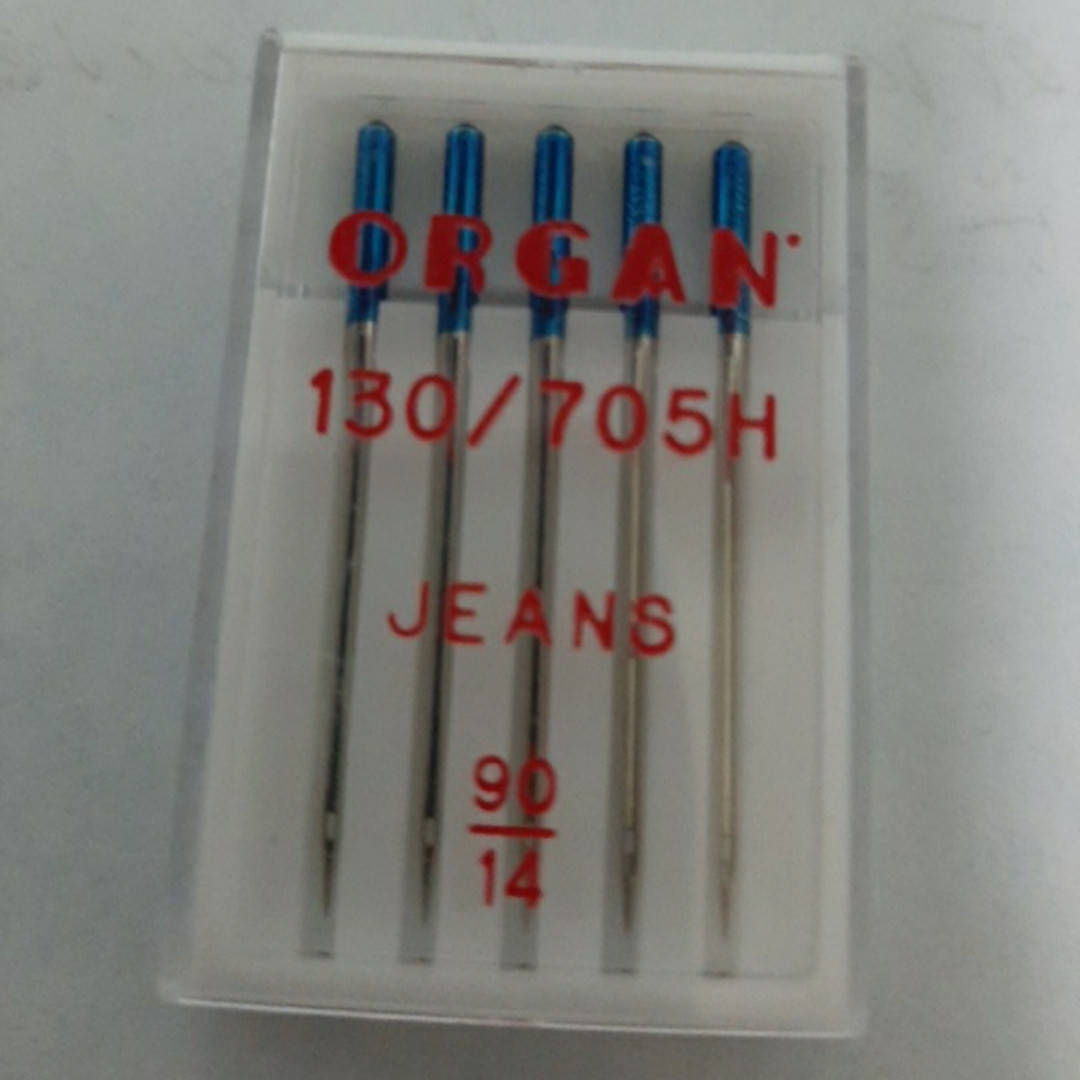 ORGAN
130/705H
JEANS
90
14